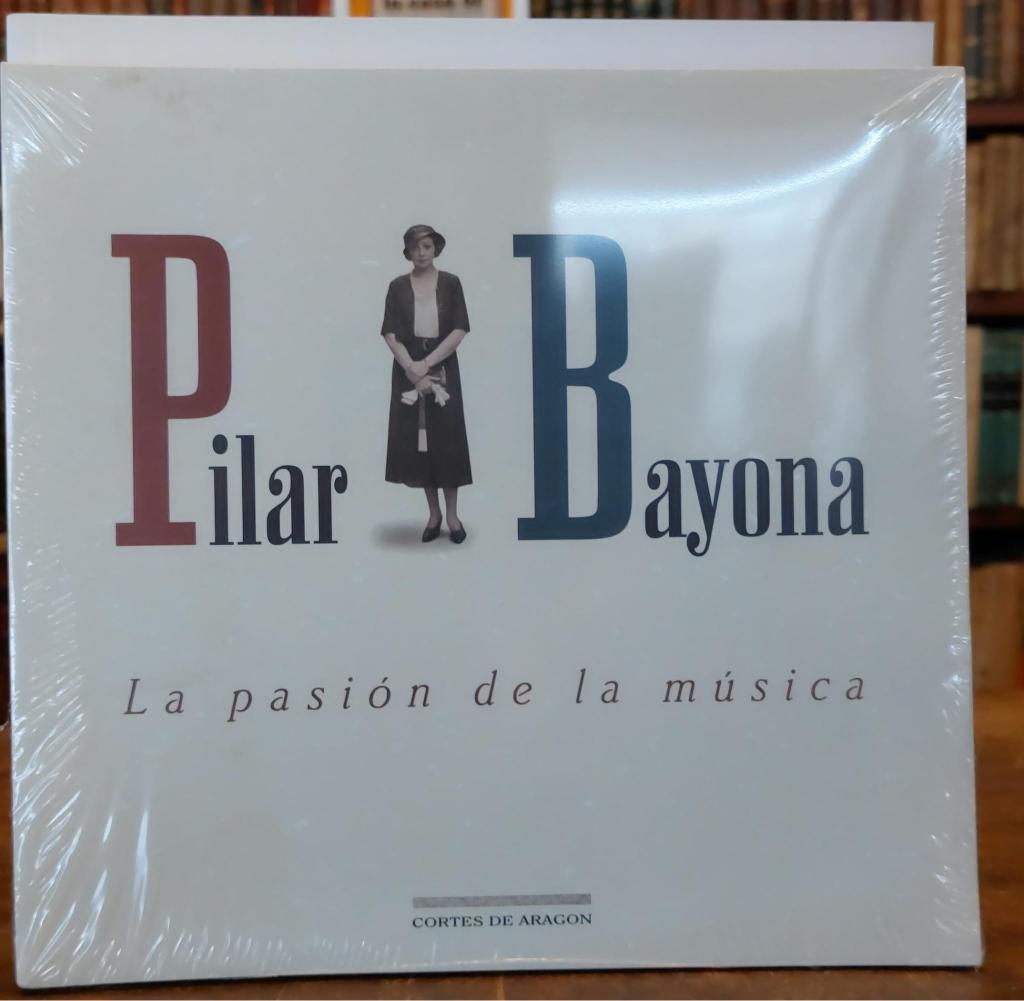 Pilar Bayona
La pasión de la música
CORTES DE ARAGON